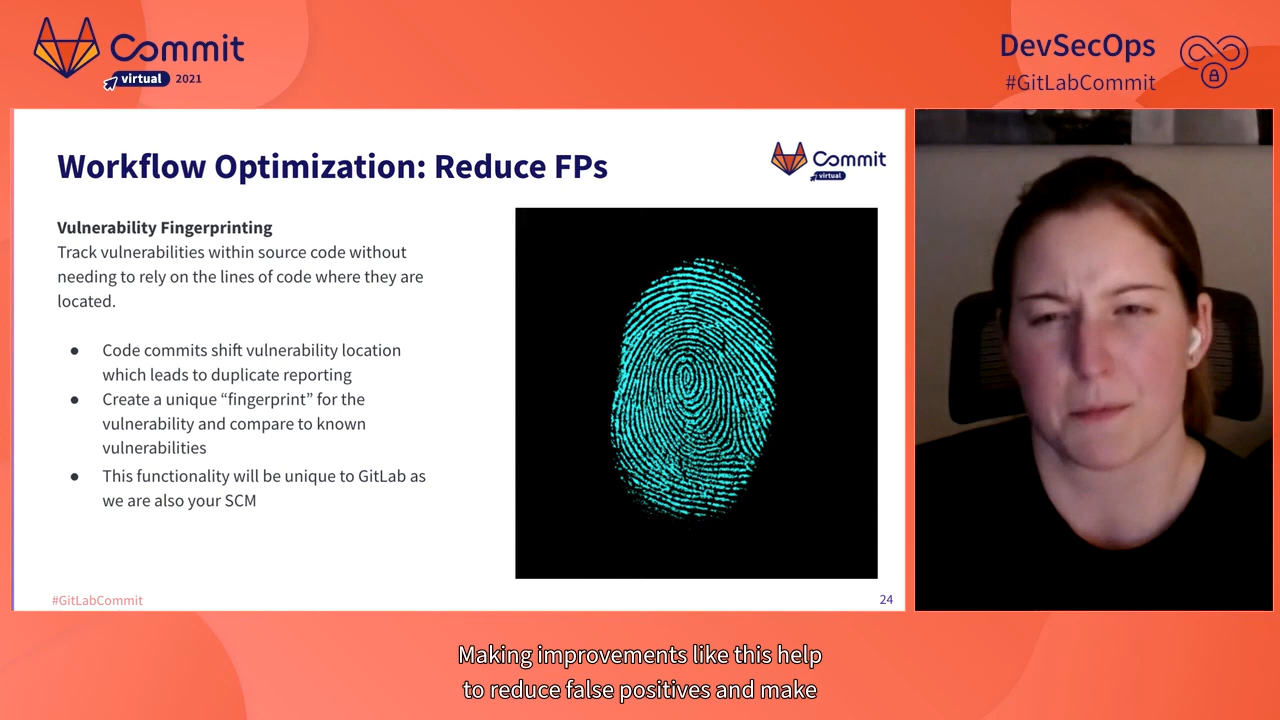 Commit
virtual 2021
DevSecOps
#GitLabCommit
Workflow Optimization: Reduce FPs
Commit
virtual
Vulnerability Fingerprinting
Track vulnerabilities within source code without
needing to rely on the lines of code where they are
located.
● Code commits shift vulnerability location
which leads to duplicate reporting
● Create a unique “fingerprint” for the
vulnerability and compare to known
vulnerabilities
● This functionality will be unique to GitLab as
we are also your SCM
#GitLabCommit
24
Making improvements like this help
to reduce false positives and make